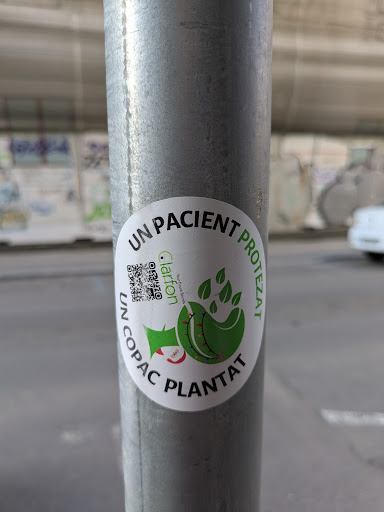 UN PACIENT PROTEZAT
Clarfon
UN COPAC PLANTAT